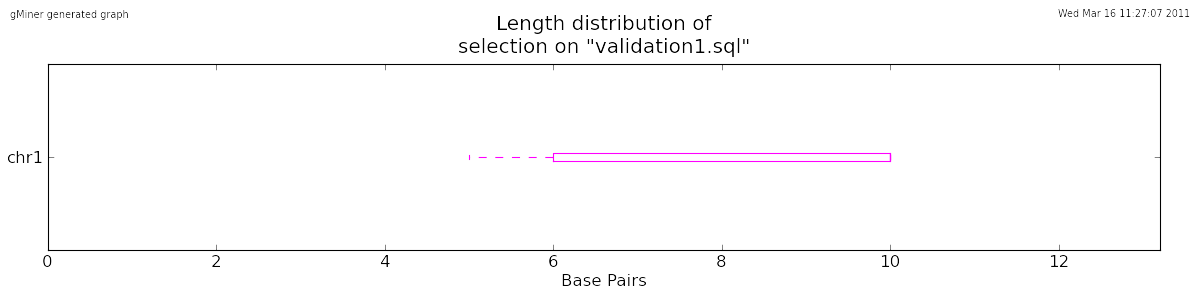 gMiner generated graph
Wed Mar 16 11:27:07 2011
Length distribution of
selection on "validation1.sql"
chr1
0 2 4 6 8 10 12
Base Pairs